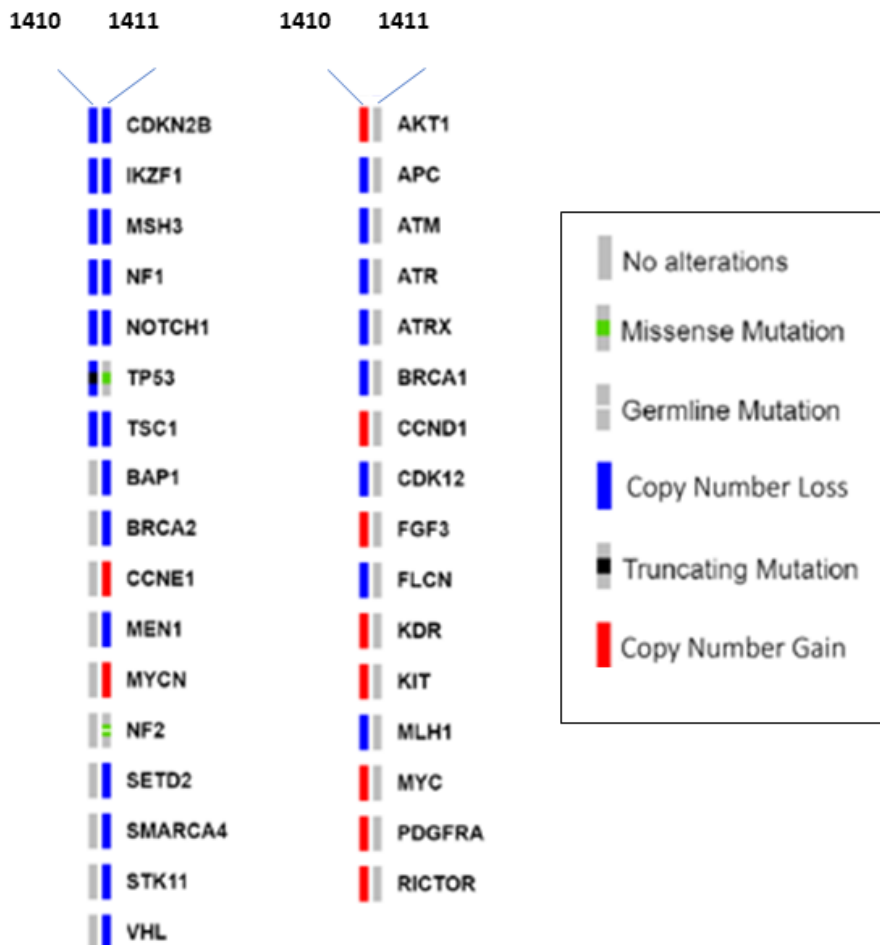 1410 1411 1410 1411
CDKN2B
IKZF1
MSH3
NF1
NOTCH1
TP53
TSC1
BAP1
BRCA2
CCNE1
MEN1
MYCN
NF2
SETD2
SMARCA4
STK11
VHL
AKT1
APC
ATM
ATR
ATRX
BRCA1
CCND1
CDK12
FGF3
FLCN
KDR
KIT
MLH1
MYC
PDGFRA
RICTOR
No alterations
Missense Mutation
Germline Mutation
Copy Number Loss
Truncating Mutation
Copy Number Gain